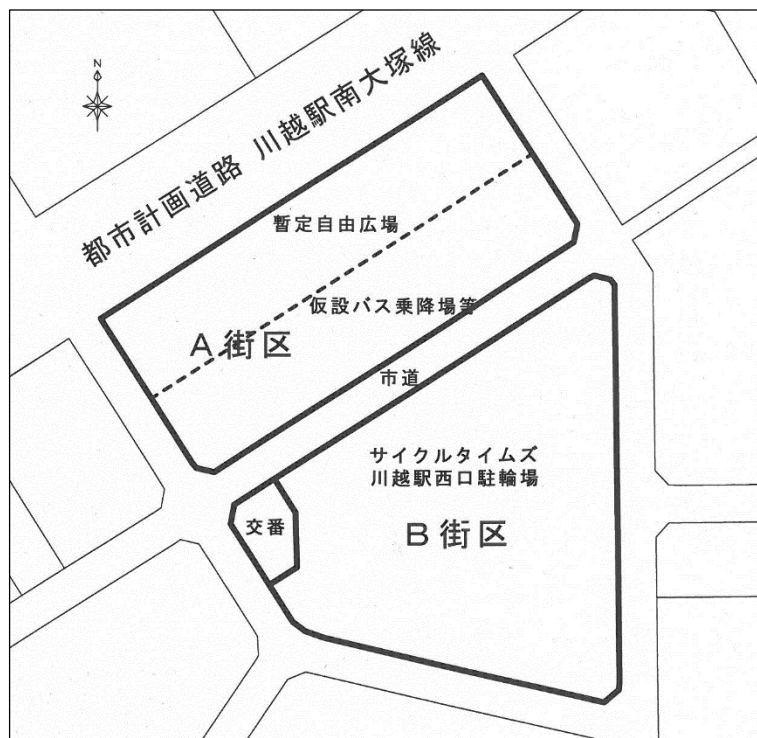 N
都市計画道路 川越駅南大塚線
暫定自由広場
仮設バス乗降場等
A街区
市道
サイクルタイムズ
川越駅西口駐輪場
交番
B街区